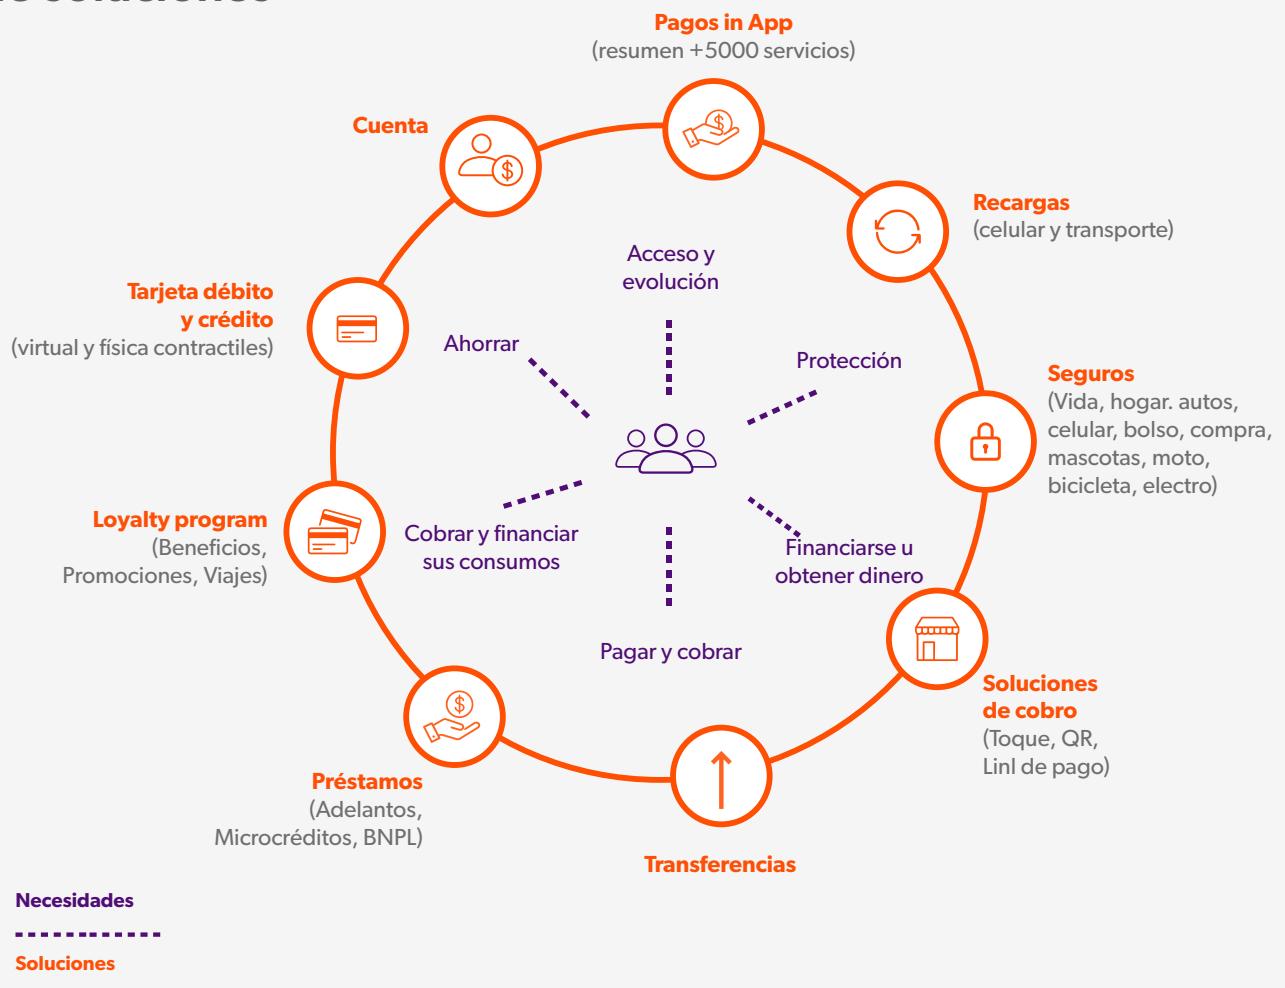 soluciones
Pagos in App
(resumen +5000 servicios)
Cuenta
Recargas
(celular y transporte)
Tarjeta débito
y crédito
(virtual y física contractiles)
Acceso y
evolución
Ahorrar
Protección
Seguros
(Vida, hogar. autos,
celular, bolso, compra,
mascotas, moto,
bicicleta, electro)
Loyalty program
(Beneficios,
Promociones, Viajes)
Cobrar y financiar
sus consumos
Financiarse u
obtener dinero
Pagar y cobrar
Soluciones
de cobro
(Toque, QR,
Linl de pago)
Préstamos
(Adelantos,
Microcréditos, BNPL)
Transferencias
Necesidades
Soluciones